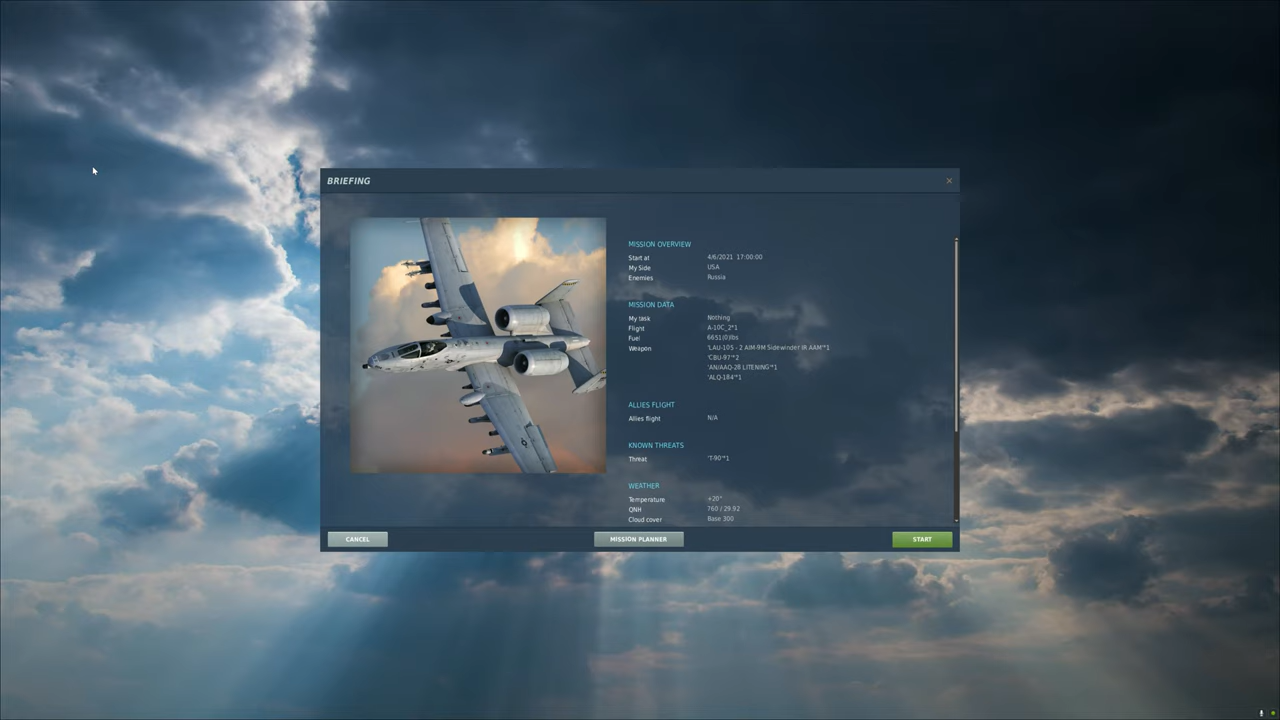 BRIEFING
MISSION OVERVIEW
Start at 4/6/2021 17:00:00
My Side USA
Enemies Russia
MISSION DATA
My task Nothing
Flight A-10C_2*1
Fuel 6651(0)lbs
Weapon 'LAU-105 - 2 AIM-9M Sidewinder IR AAM'*1
'CBU-97'*2
'AN/AAQ-28 LITENING'*1
'ALQ-184'*1
ALLIES FLIGHT
Allies flight N/A
KNOWN THREATS
Threat 'T-90'*1
WEATHER
Temperature +20°
QNH 760 / 29.92
Cloud cover Base 300
CANCEL MISSION PLANNER START